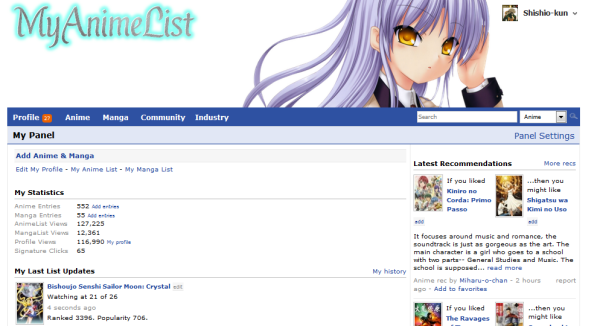 MyAnimeList
Shishio-kun
Profile 27 Anime Manga Community Industry
Search Anime
My Panel Panel Settings
Add Anime & Manga
Edit My Profile - My Anime List - My Manga List
My Statistics
Anime Entries 552 Add entries
Manga Entries 55 Add entries
AnimeList Views 127,225
MangaList Views 12,361
Profile Views 116,990 My profile
Signature Clicks 65
My Last List Updates My history
Bishoujo Senshi Sailor Moon: Crystal edit
Watching at 21 of 26
4 seconds ago
Ranked 3396. Popularity 706.
Latest Recommendations More recs
If you liked
Kiniro no
Corda: Primo
Passo
add
...then you
might like
Shigatsu wa
Kimi no Uso
add
It focuses around music and romance, the
soundtrack is just as gorgeous as the art. The
main character is a girl who goes to a school
with two parts-- General Studies and Music. The
school is supposed... read more
Anime rec by Miharu-o-chan - 2 hours report
ago - Add to favorites
If you liked
The Ravages
...then you
might like